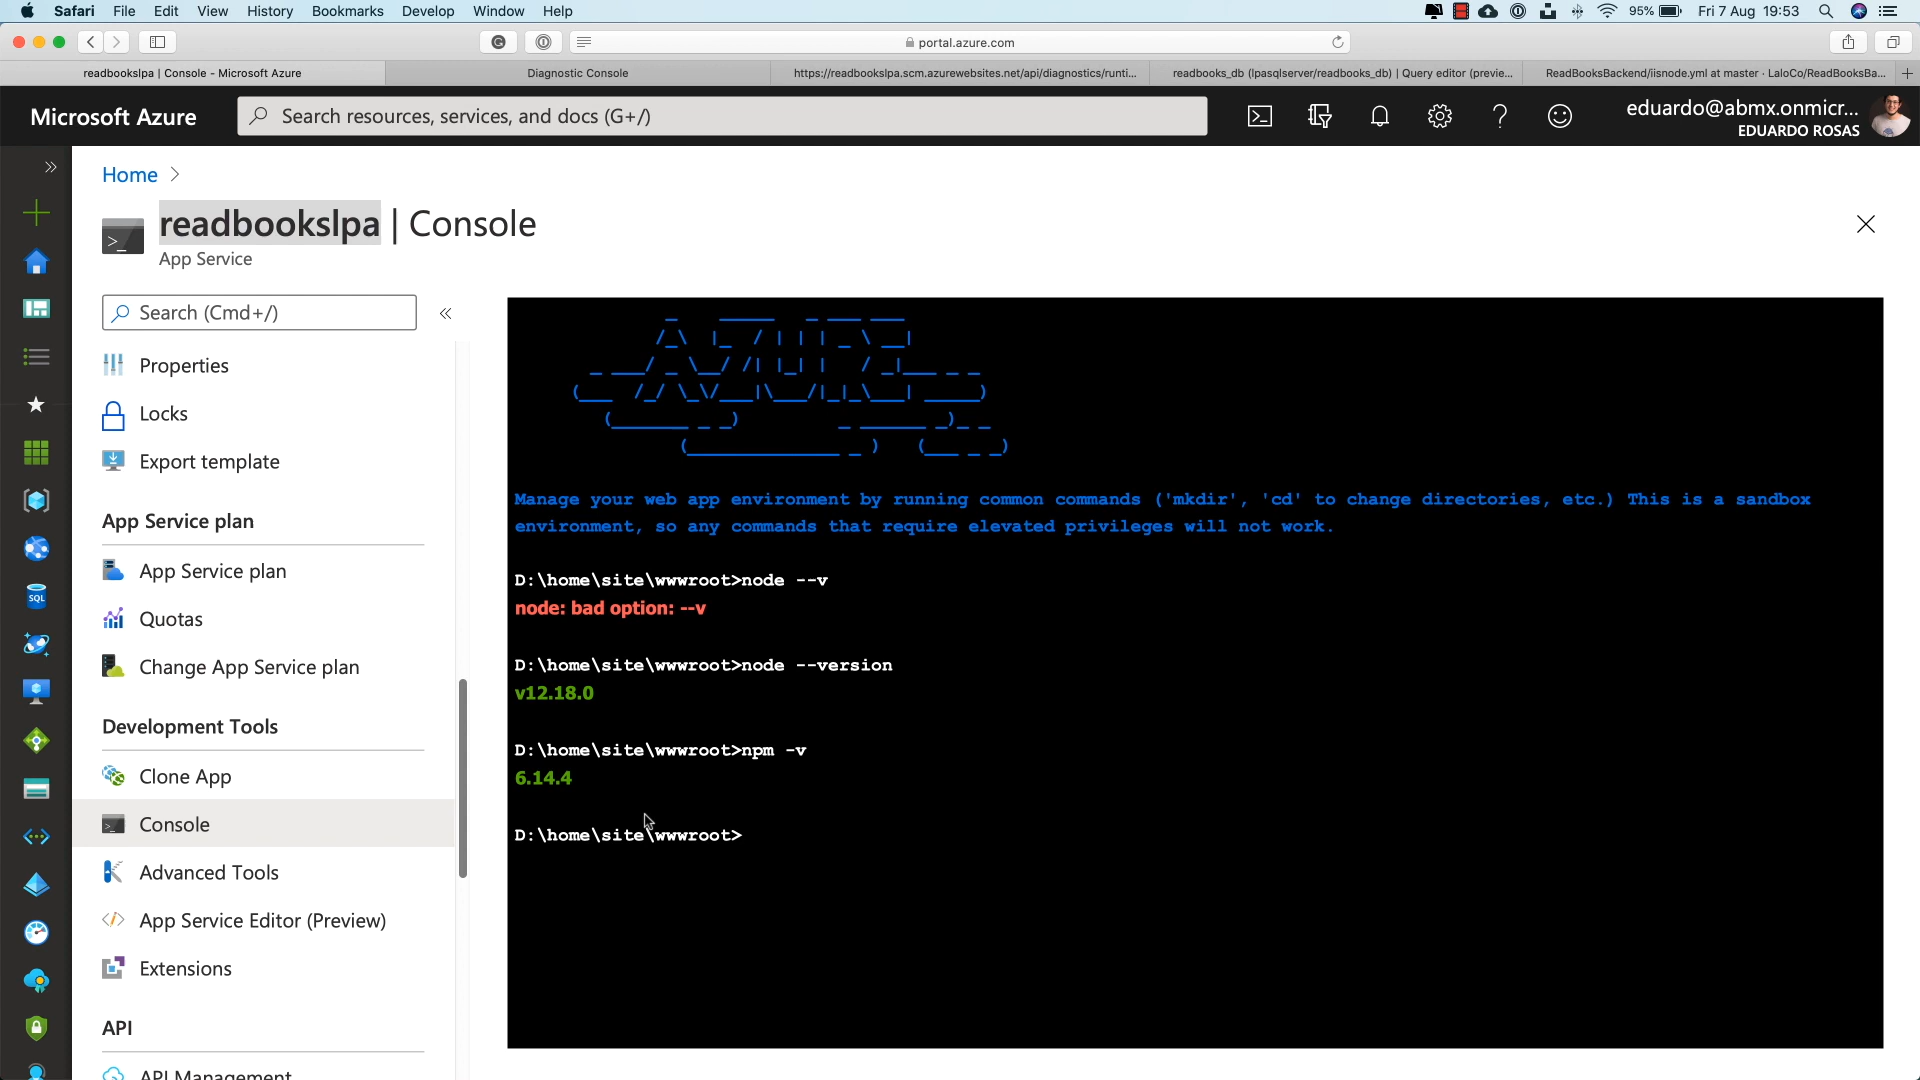 Safari File Edit View History Bookmarks Develop Window Help
95% Fri 7 Aug 19:53
portal.azure.com
readbookslpa | Console - Microsoft Azure
Diagnostic Console
https://readbookslpa.scm.azurewebsites.net/api/diagnostics/runti...
readbooks_db (lpasqlserver/readbooks_db) | Query editor (previe...
ReadBooksBackend/iisnode.yml at master · LaloCo/ReadBooksBa...
Microsoft Azure
Search resources, services, and docs (G+/)
eduardo@abmx.onmicr...
EDUARDO ROSAS
Home
readbookslpa | Console
App Service
Search (Cmd+/)
Properties
Locks
Export template
App Service plan
App Service plan
Quotas
Change App Service plan
Development Tools
Clone App
Console
Advanced Tools
App Service Editor (Preview)
Extensions
API
API Management
SQL
Manage your web app environment by running common commands ('mkdir', 'cd' to change directories, etc.) This is a sandbox
environment, so any commands that require elevated privileges will not work.
D:\home\site\wwwroot>node --v
node: bad option: --v
D:\home\site\wwwroot>node --version
v12.18.0
D:\home\site\wwwroot>npm -v
6.14.4
D:\home\site\wwwroot>